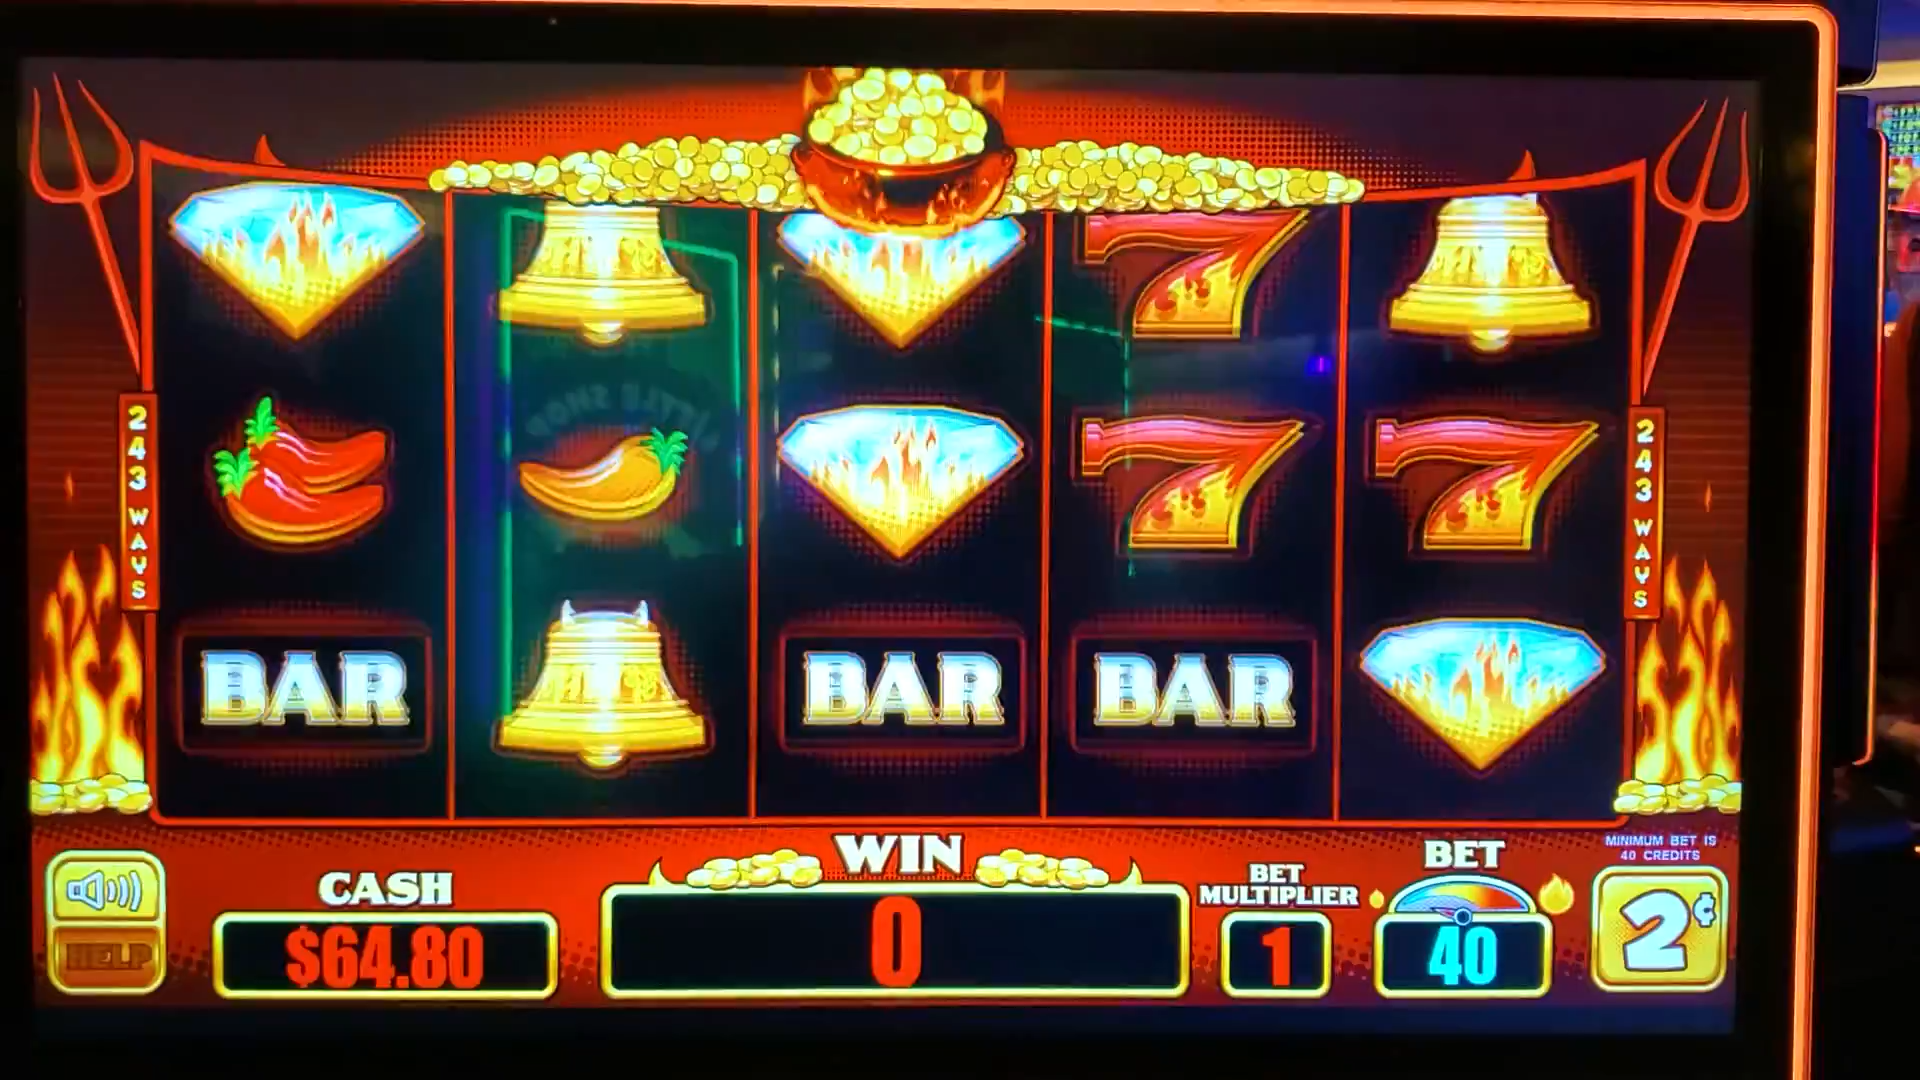 243 WAYS
243 WAYS
BAR
BAR
BAR
WIN
MINIMUM BET IS
40 CREDITS
BET
BET
MULTIPLIER
CASH
HELP
$64.80
0
1
40
2¢